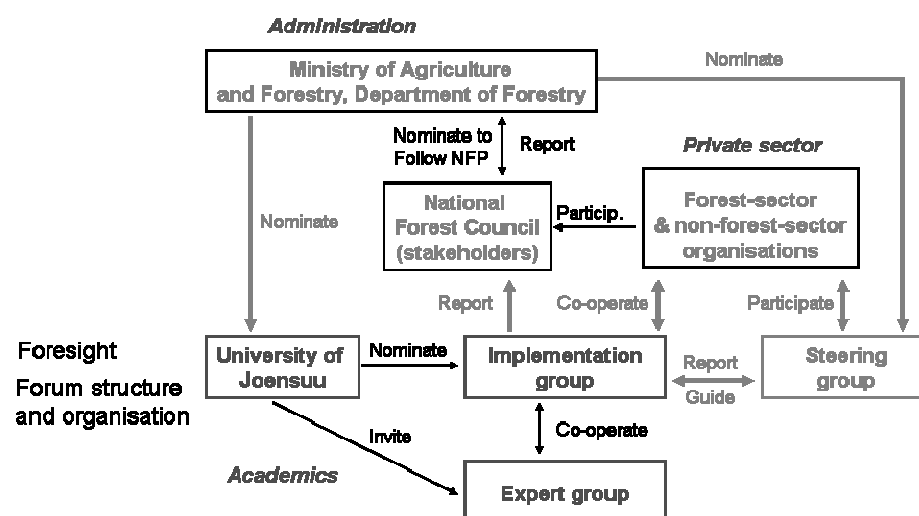 Administration
Ministry of Agriculture
and Forestry, Department of Forestry
Nominate
Nominate to
Follow NFP
Report
Private sector
National
Forest Council
(stakeholders)
Particip.
Forest-sector
& non-forest-sector
organisations
Nominate
Report
Co-operate
Participate
Foresight
Forum structure
and organisation
University of
Joensuu
Nominate
Implementation
group
Report
Guide
Steering
group
Invite
Co-operate
Academics
Expert group